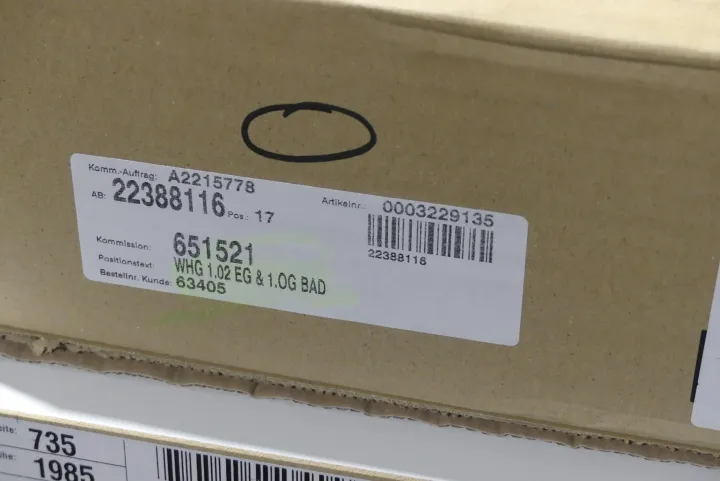 Komm.-Auftrag: A2215778
AB: 22388116 Pos.: 17
Artikelnr.: 0003229135
22388116
Kommission: 651521
Positionstext: WHG 1.02 EG & 1.OG BAD
Bestellnr. Kunde: 63405
735
1985